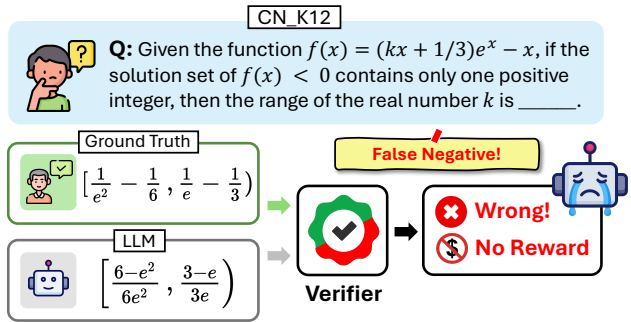 CN_K12
Q: Given the function f(x) = (kx + 1/3)e^x − x, if the
solution set of f(x) < 0 contains only one positive
integer, then the range of the real number k is _____.
Ground Truth
[1/e^2 − 1/6 , 1/e − 1/3)
False Negative!
LLM
[6−e^2/6e^2 , 3−e/3e)
Verifier
Wrong!
No Reward